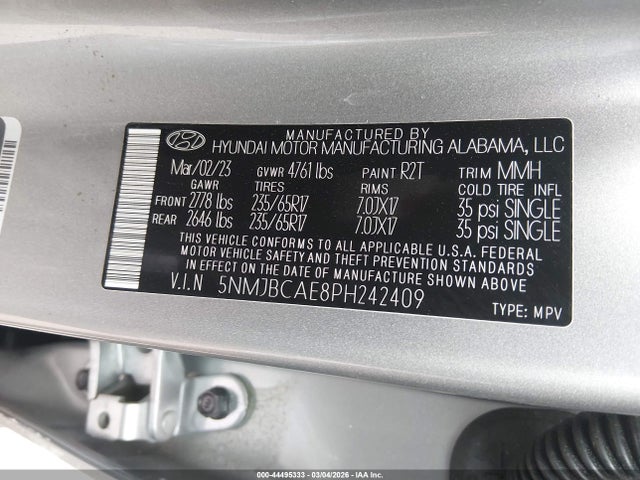 MANUFACTURED BY
HYUNDAI MOTOR MANUFACTURING ALABAMA, LLC
Mar/02/23 GVWR 4761 lbs PAINT R2T TRIM MMH
GAWR TIRES RIMS COLD TIRE INFL
FRONT 2778 lbs 235/65R17 7.0JX17 35 psi SINGLE
REAR 2646 lbs 235/65R17 7.0JX17 35 psi SINGLE
THIS VEHICLE CONFORMS TO ALL APPLICABLE U.S.A. FEDERAL
MOTOR VEHICLE SAFETY AND THEFT PREVENTION STANDARDS
IN EFFECT ON THE DATE OF MANUFACTURE SHOWN ABOVE
V.I.N 5NMJBCAE8PH242409
TYPE: MPV
000-44495333 - 03/04/2026 - IAA, Inc.